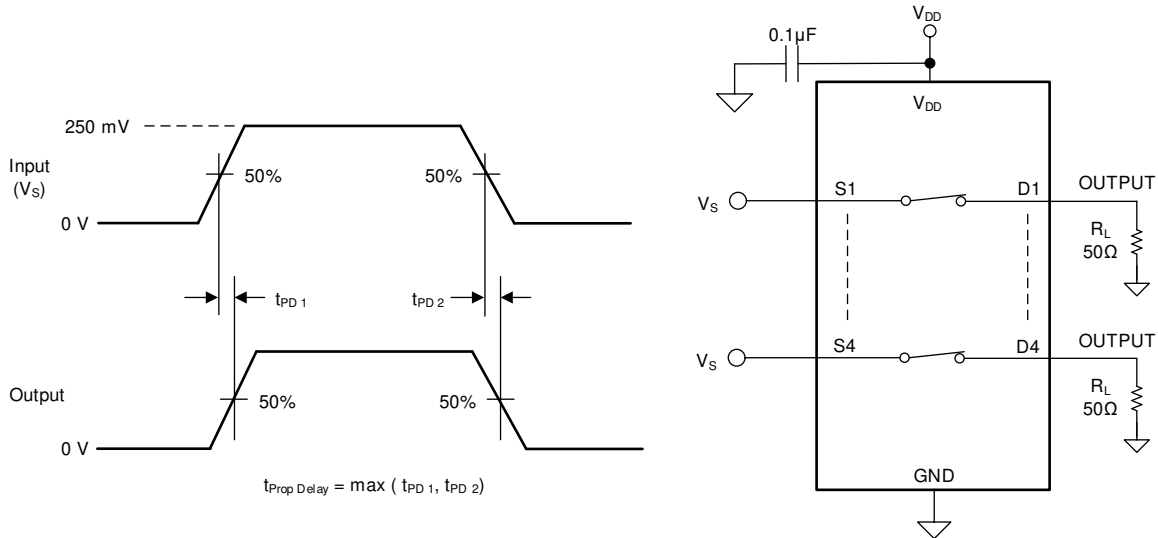 250 mV
Input
(VS)
50%
50%
0 V
tPD 1
tPD 2
Output
50%
50%
0 V
tProp Delay = max ( tPD 1, tPD 2)
VDD
0.1µF
VDD
VS
S1
D1
OUTPUT
RL
50Ω
VS
S4
D4
OUTPUT
RL
50Ω
GND